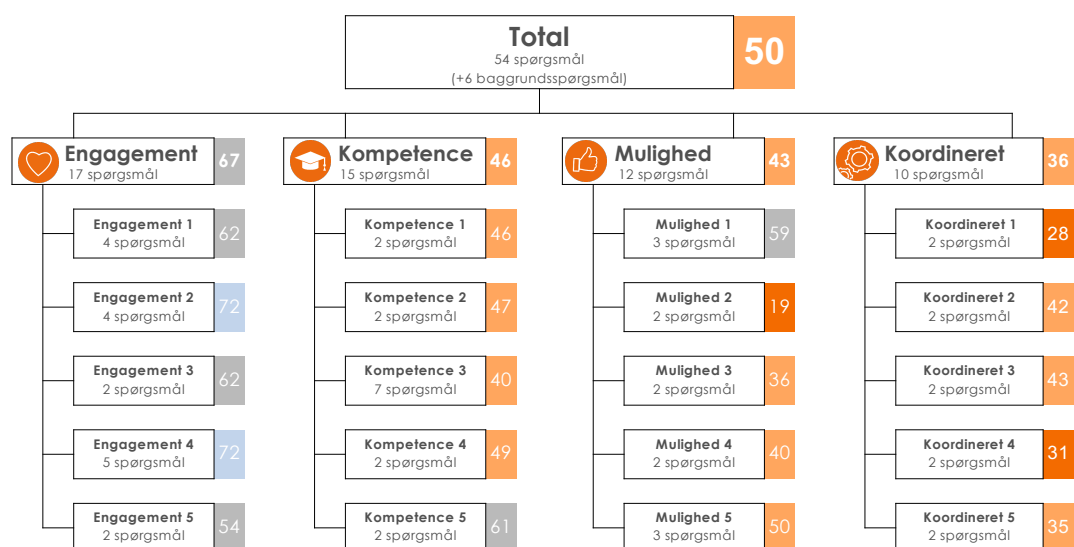 Total
54 spørgsmål
(+6 baggrundsspørgsmål)
50
Engagement
17 spørgsmål
67
Engagement 1
4 spørgsmål
62
Engagement 2
4 spørgsmål
72
Engagement 3
2 spørgsmål
62
Engagement 4
5 spørgsmål
72
Engagement 5
2 spørgsmål
54
Kompetence
15 spørgsmål
46
Kompetence 1
2 spørgsmål
46
Kompetence 2
2 spørgsmål
47
Kompetence 3
7 spørgsmål
40
Kompetence 4
2 spørgsmål
49
Kompetence 5
2 spørgsmål
61
Mulighed
12 spørgsmål
43
Mulighed 1
3 spørgsmål
59
Mulighed 2
2 spørgsmål
19
Mulighed 3
2 spørgsmål
36
Mulighed 4
2 spørgsmål
40
Mulighed 5
3 spørgsmål
50
Koordineret
10 spørgsmål
36
Koordineret 1
2 spørgsmål
28
Koordineret 2
2 spørgsmål
42
Koordineret 3
2 spørgsmål
43
Koordineret 4
2 spørgsmål
31
Koordineret 5
2 spørgsmål
35